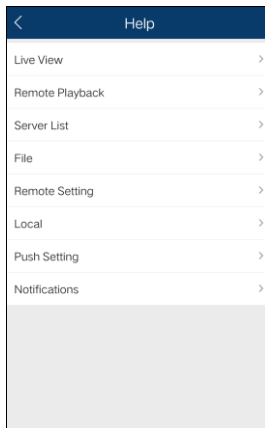 Help
Live View
Remote Playback
Server List
File
Remote Setting
Local
Push Setting
Notifications